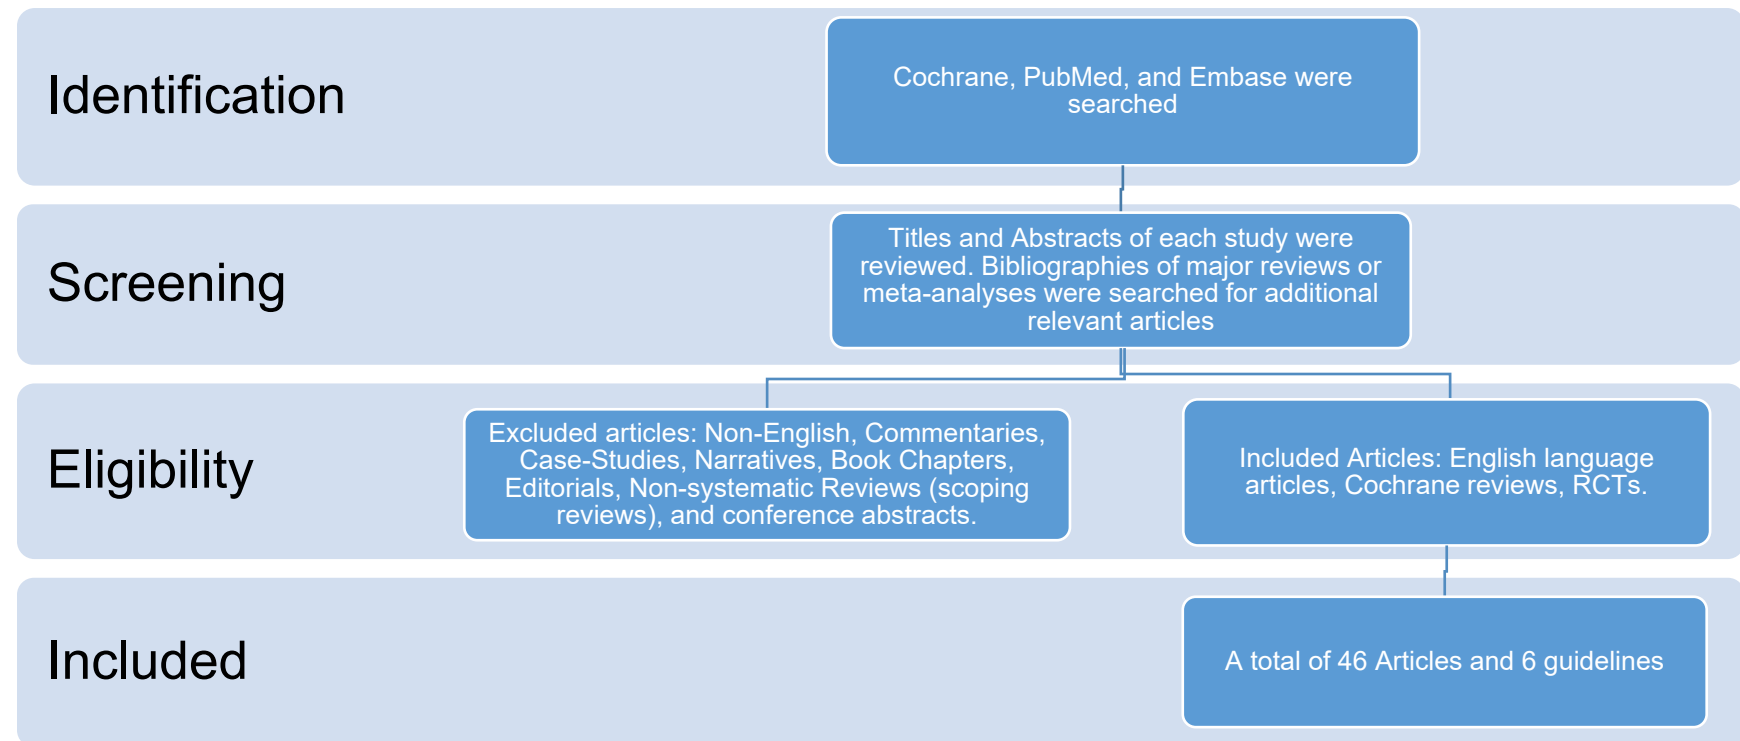 Identification
Cochrane, PubMed, and Embase were
searched
Screening
Titles and Abstracts of each study were
reviewed. Bibliographies of major reviews or
meta-analyses were searched for additional
relevant articles
Eligibility
Excluded articles: Non-English, Commentaries,
Case-Studies, Narratives, Book Chapters,
Editorials, Non-systematic Reviews (scoping
reviews), and conference abstracts.
Included Articles: English language
articles, Cochrane reviews, RCTs.
Included
A total of 46 Articles and 6 guidelines